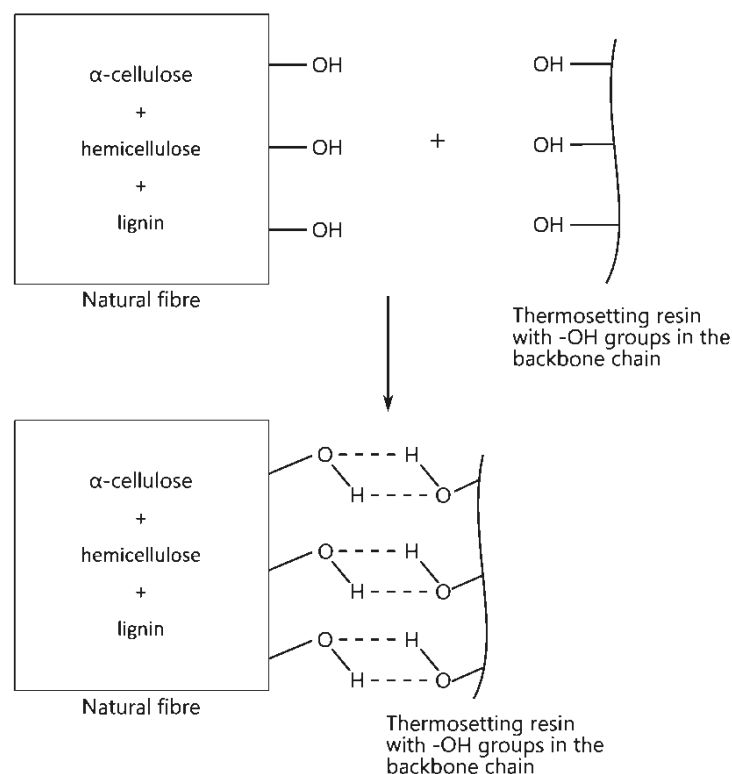 α-cellulose
+
hemicellulose
+
lignin
OH
OH
OH
Natural fibre
+
OH
OH
OH
Thermosetting resin
with -OH groups in the
backbone chain
α-cellulose
+
hemicellulose
+
lignin
Natural fibre
O H
H O
O H
H O
O H
H O
Thermosetting resin
with -OH groups in the
backbone chain